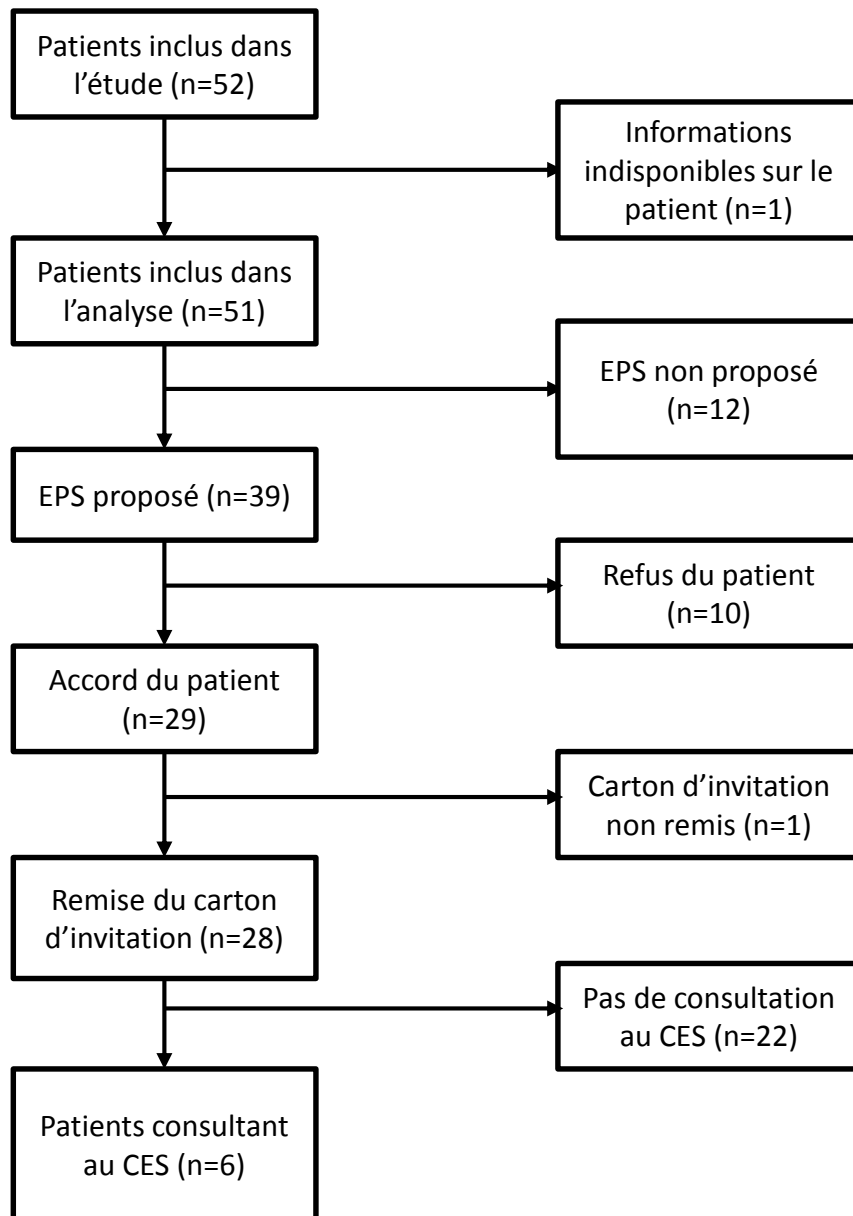 Patients inclus dans
l’étude (n=52)
Informations
indisponibles sur le
patient (n=1)
Patients inclus dans
l’analyse (n=51)
EPS non proposé
(n=12)
EPS proposé (n=39)
Refus du patient
(n=10)
Accord du patient
(n=29)
Carton d’invitation
non remis (n=1)
Remise du carton
d’invitation (n=28)
Pas de consultation
au CES (n=22)
Patients consultant
au CES (n=6)